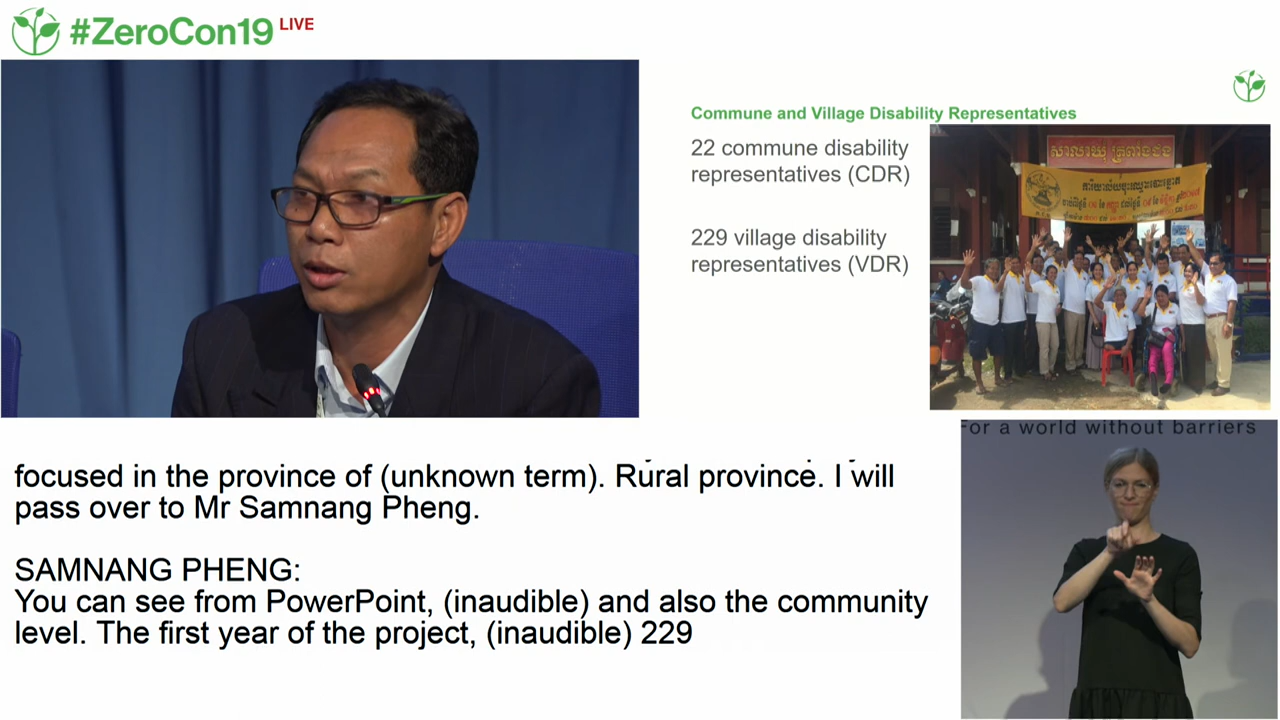 #ZeroCon19 LIVE
Commune and Village Disability Representatives
22 commune disability
representatives (CDR)
229 village disability
representatives (VDR)
For a world without barriers
focused in the province of (unknown term). Rural province. I will
pass over to Mr Samnang Pheng.
SAMNANG PHENG:
You can see from PowerPoint, (inaudible) and also the community
level. The first year of the project, (inaudible) 229